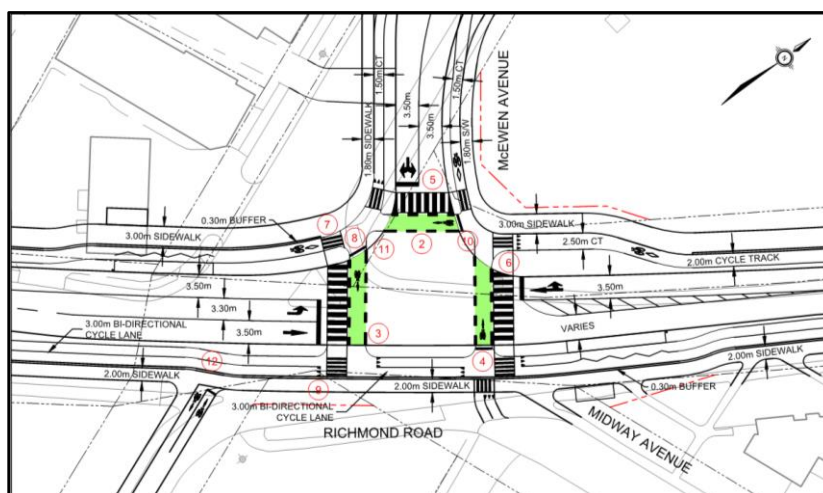 1.50m CT
1.50m CT
McEWEN AVENUE
3.50m
3.50m
1.80m SIDEWALK
1.80m S/W
5
0.30m BUFFER
7
3.00m SIDEWALK
3.00m SIDEWALK
8
11
2
10
2.50m CT
2.00m CYCLE TRACK
6
3.50m
3.50m
3.30m
3.50m
3.00m BI-DIRECTIONAL
CYCLE LANE
3
VARIES
12
4
2.00m SIDEWALK
2.00m SIDEWALK
9
2.00m SIDEWALK
0.30m BUFFER
3.00m BI-DIRECTIONAL
CYCLE LANE
RICHMOND ROAD
MIDWAY AVENUE